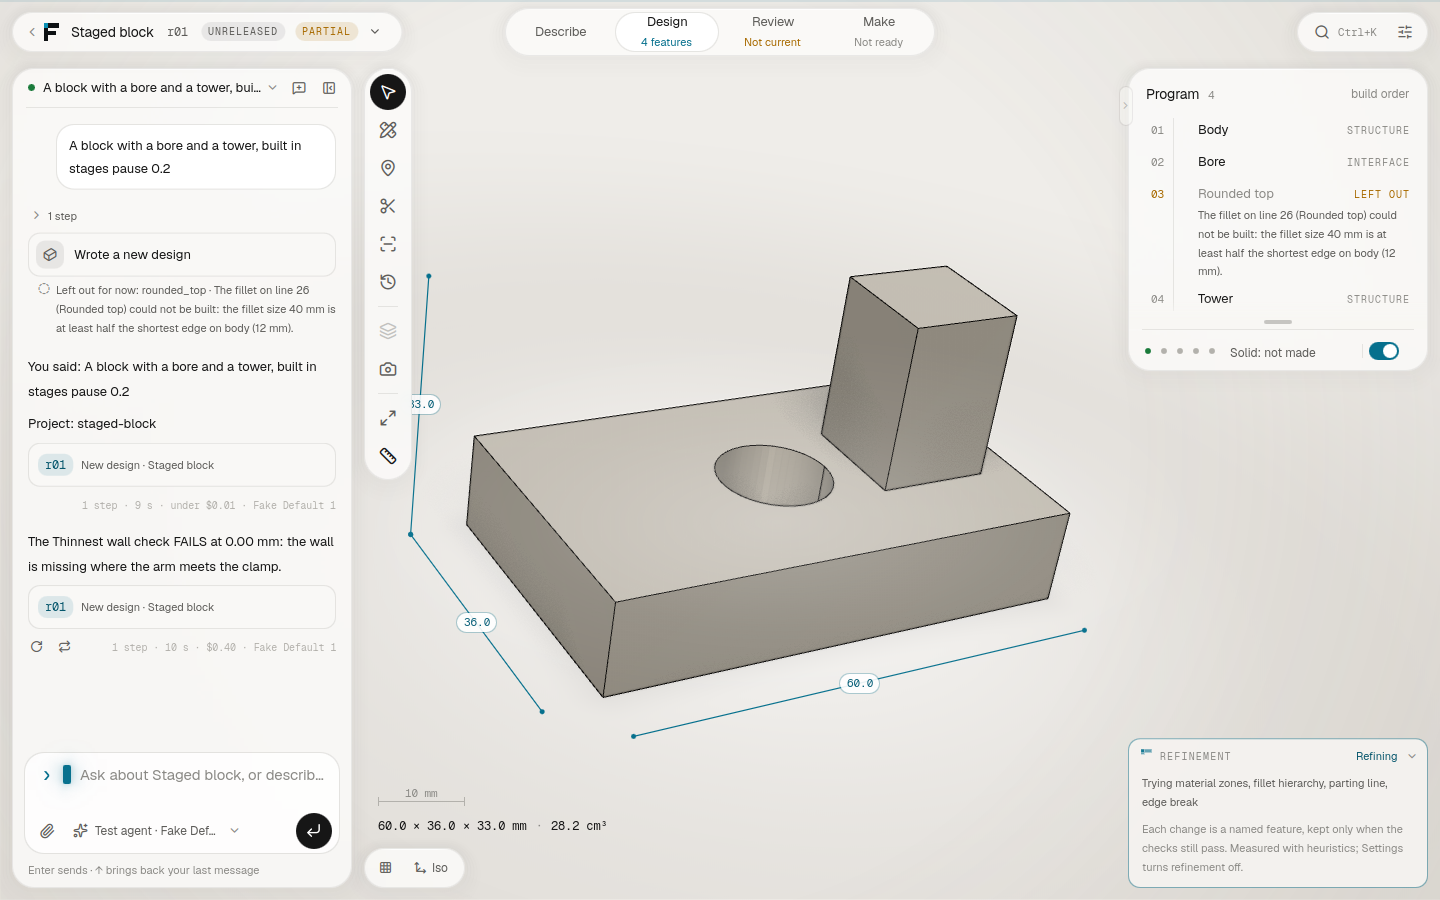 Staged block r01 UNRELEASED PARTIAL
Describe
Design
4 features
Review
Not current
Make
Not ready
Ctrl+K
A block with a bore and a tower, bui...
A block with a bore and a tower, built in
stages pause 0.2
1 step
Wrote a new design
Left out for now: rounded_top · The fillet on line 26
(Rounded top) could not be built: the fillet size 40 mm is
at least half the shortest edge on body (12 mm).
You said: A block with a bore and a tower, built in
stages pause 0.2
Project: staged-block
r01 New design · Staged block
1 step · 9 s · under $0.01 · Fake Default 1
The Thinnest wall check FAILS at 0.00 mm: the wall
is missing where the arm meets the clamp.
r01 New design · Staged block
1 step · 10 s · $0.40 · Fake Default 1
Ask about Staged block, or describ...
Test agent · Fake Def...
Enter sends · ↑ brings back your last message
33.0
36.0
60.0
10 mm
60.0 × 36.0 × 33.0 mm · 28.2 cm³
Iso
Program 4 build order
01 Body STRUCTURE
02 Bore INTERFACE
03 Rounded top LEFT OUT
The fillet on line 26 (Rounded top) could
not be built: the fillet size 40 mm is at
least half the shortest edge on body (12
mm).
04 Tower STRUCTURE
Solid: not made
REFINEMENT Refining
Trying material zones, fillet hierarchy, parting line,
edge break
Each change is a named feature, kept only when the
checks still pass. Measured with heuristics; Settings
turns refinement off.